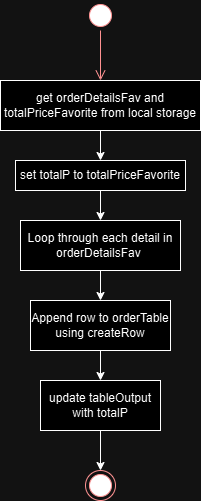 get orderDetailsFav and
totalPriceFavorite from local storage
set totalP to totalPriceFavorite
Loop through each detail in
orderDetailsFav
Append row to orderTable
using createRow
update tableOutput
with totalP